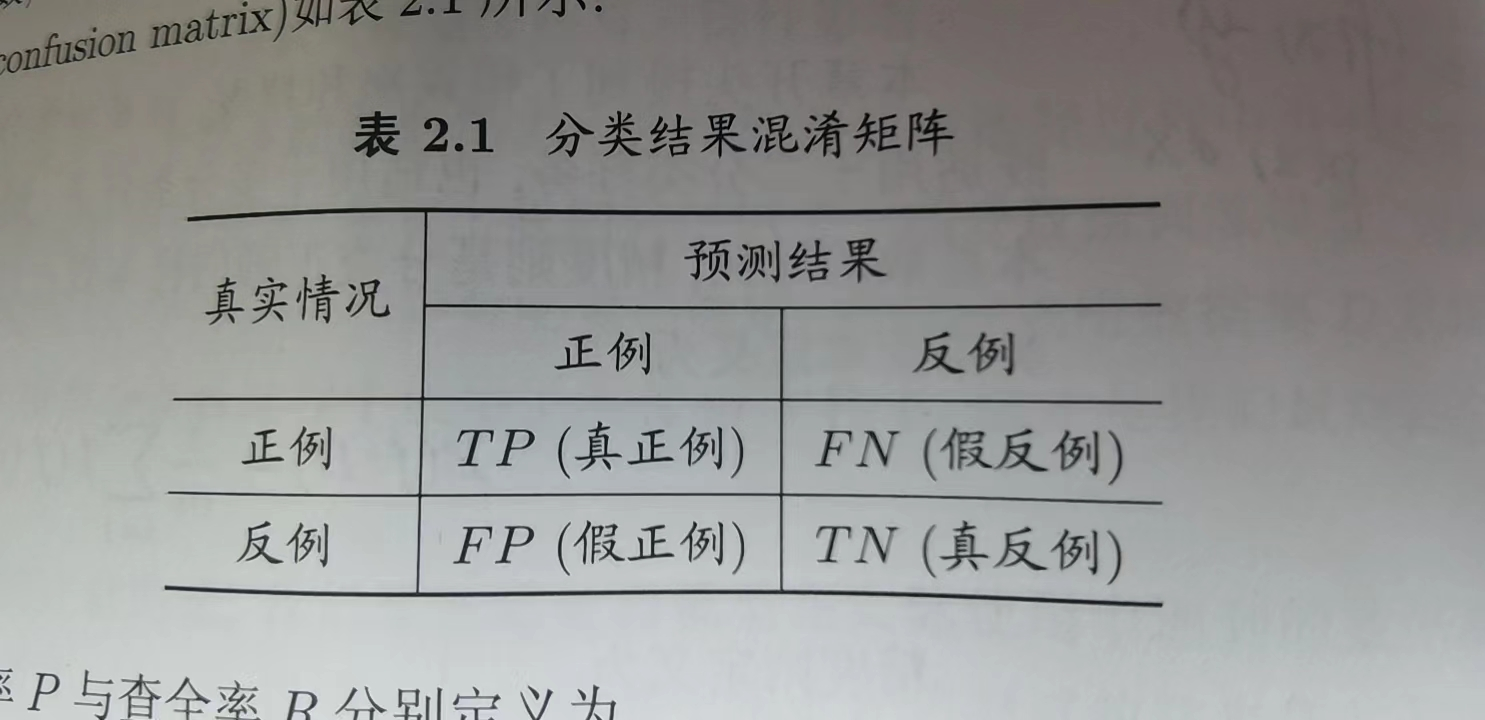 confusion matrix)如表 2.1 所示:
表 2.1 分类结果混淆矩阵
真实情况 预测结果
正例 反例
正例 TP (真正例) FN (假反例)
反例 FP (假正例) TN (真反例)
率 P 与查全率 R 分别定义为